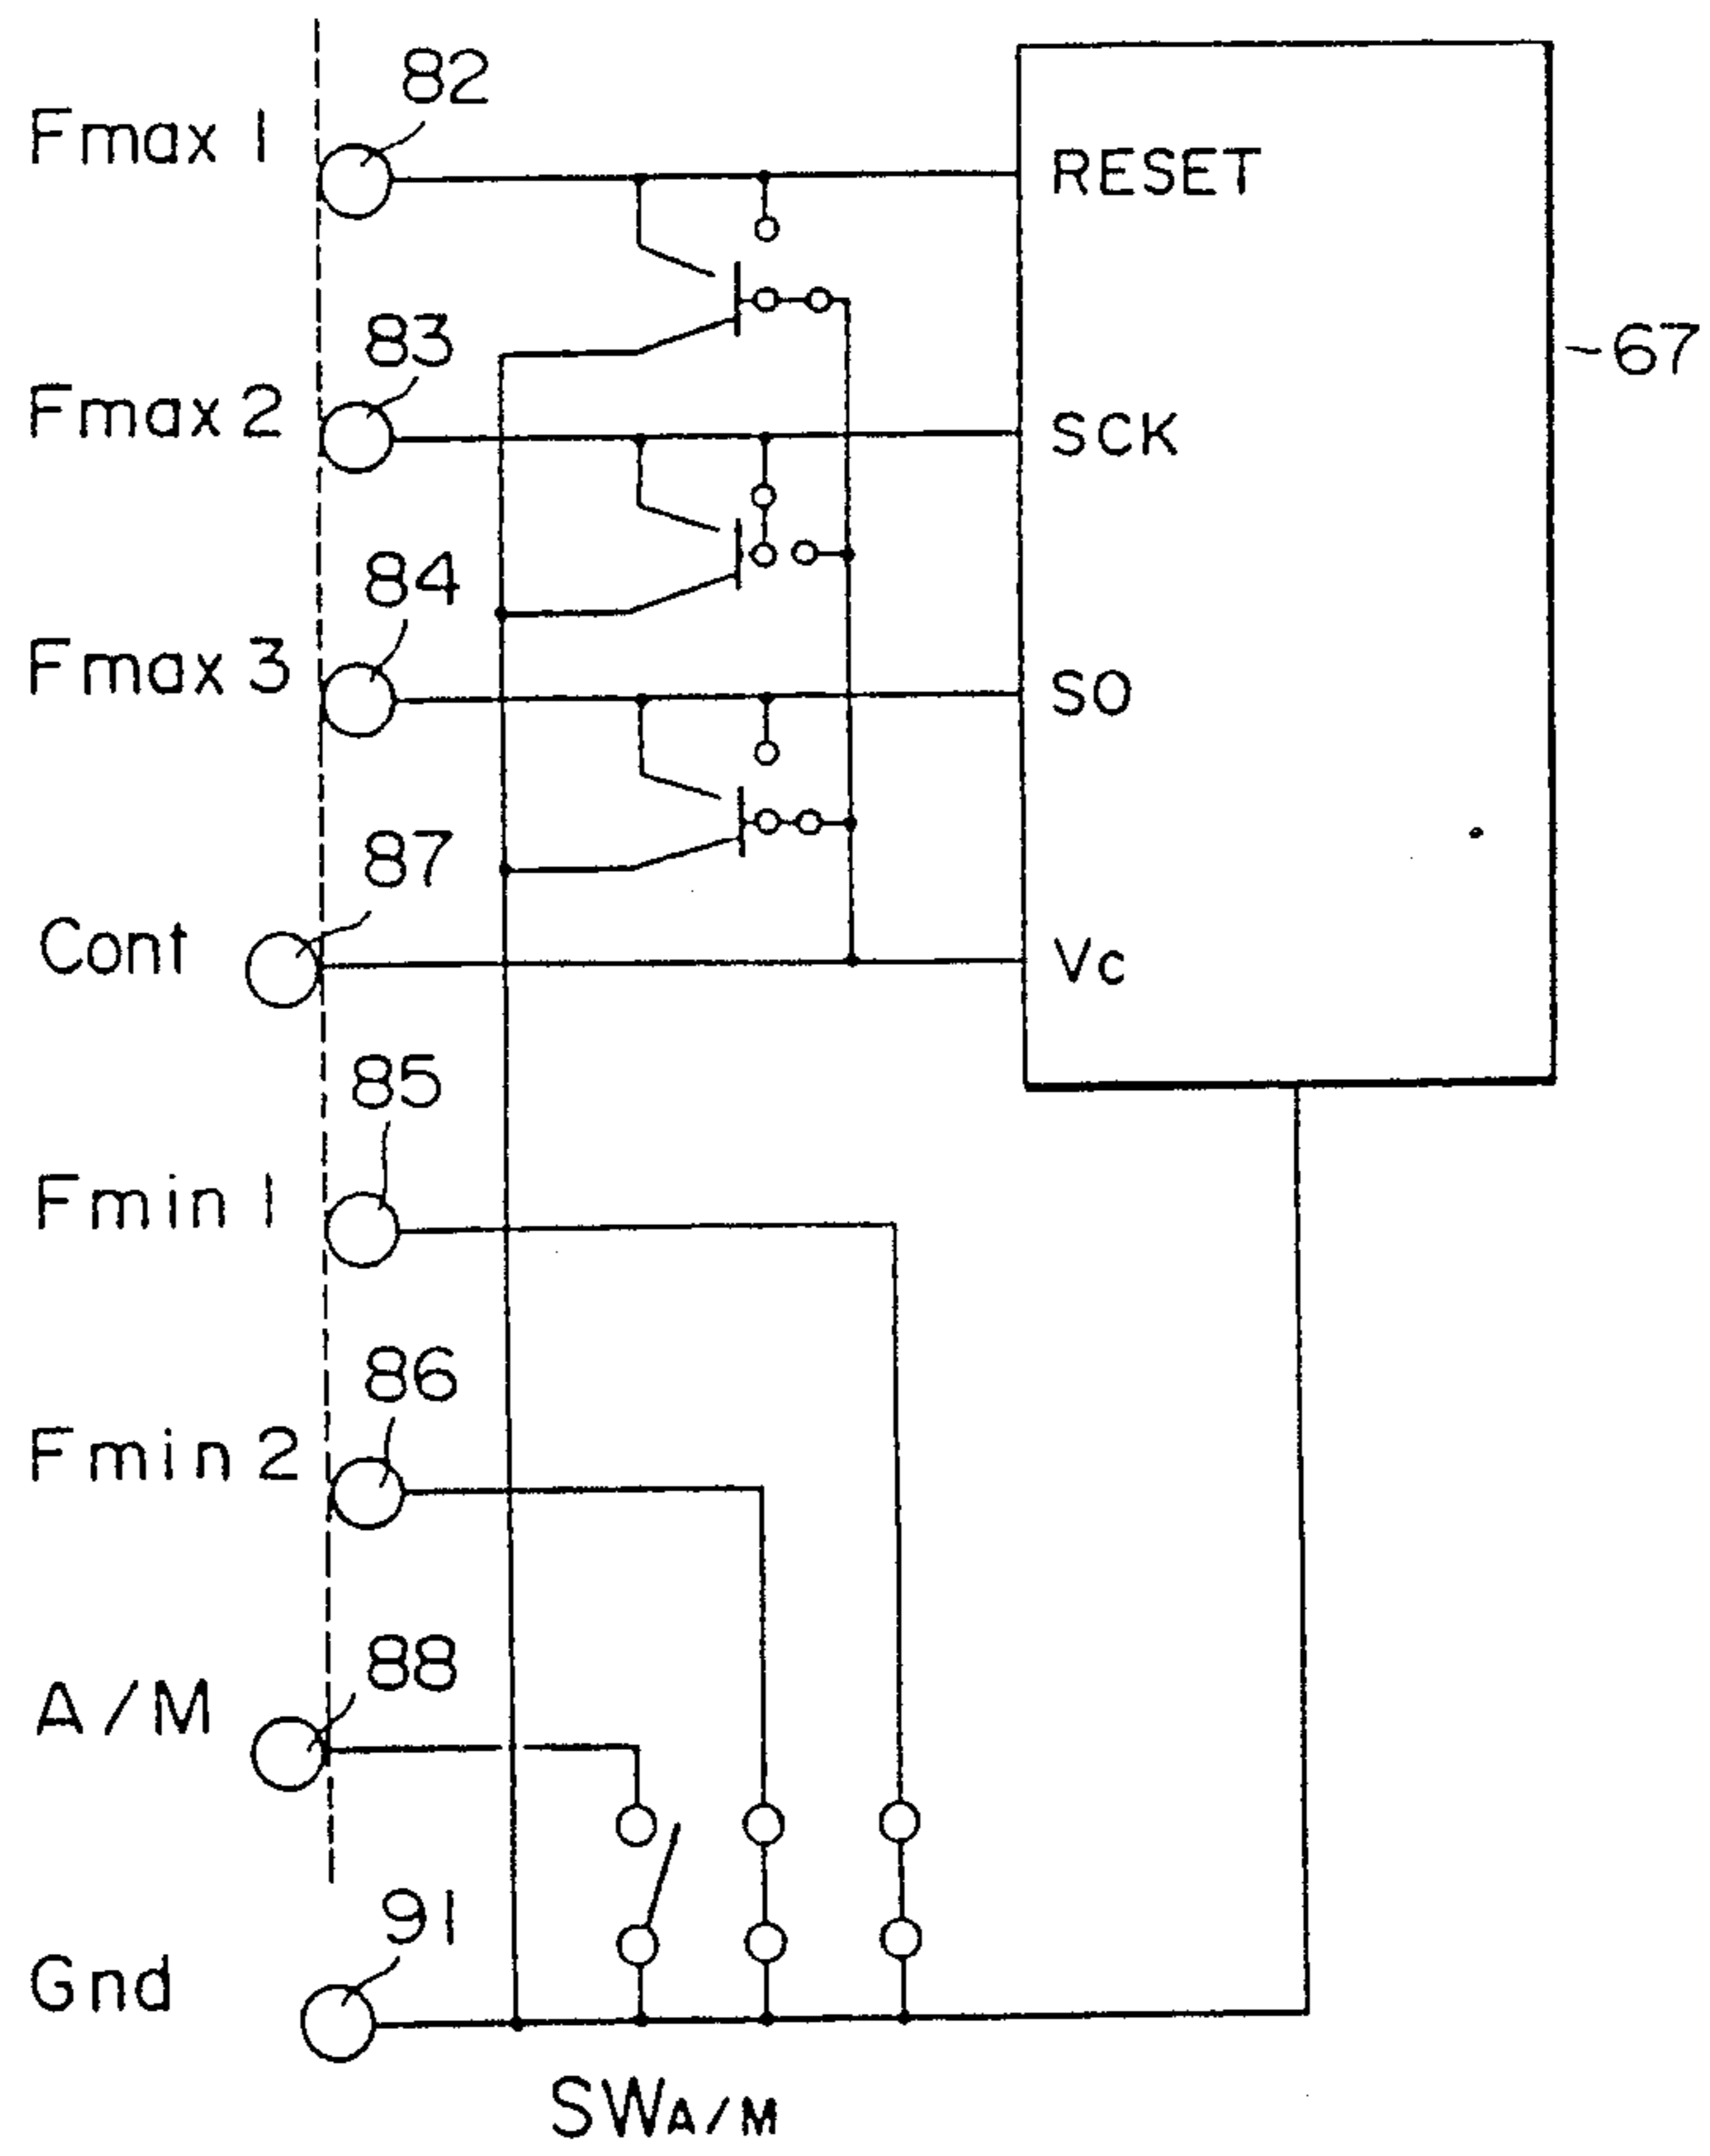 82
Fmax 1
RESET
83
67
Fmax 2
SCK
84
Fmax 3
SO
87
Cont
Vc
85
Fmin 1
86
Fmin 2
88
A/M
91
Gnd
SWA/M